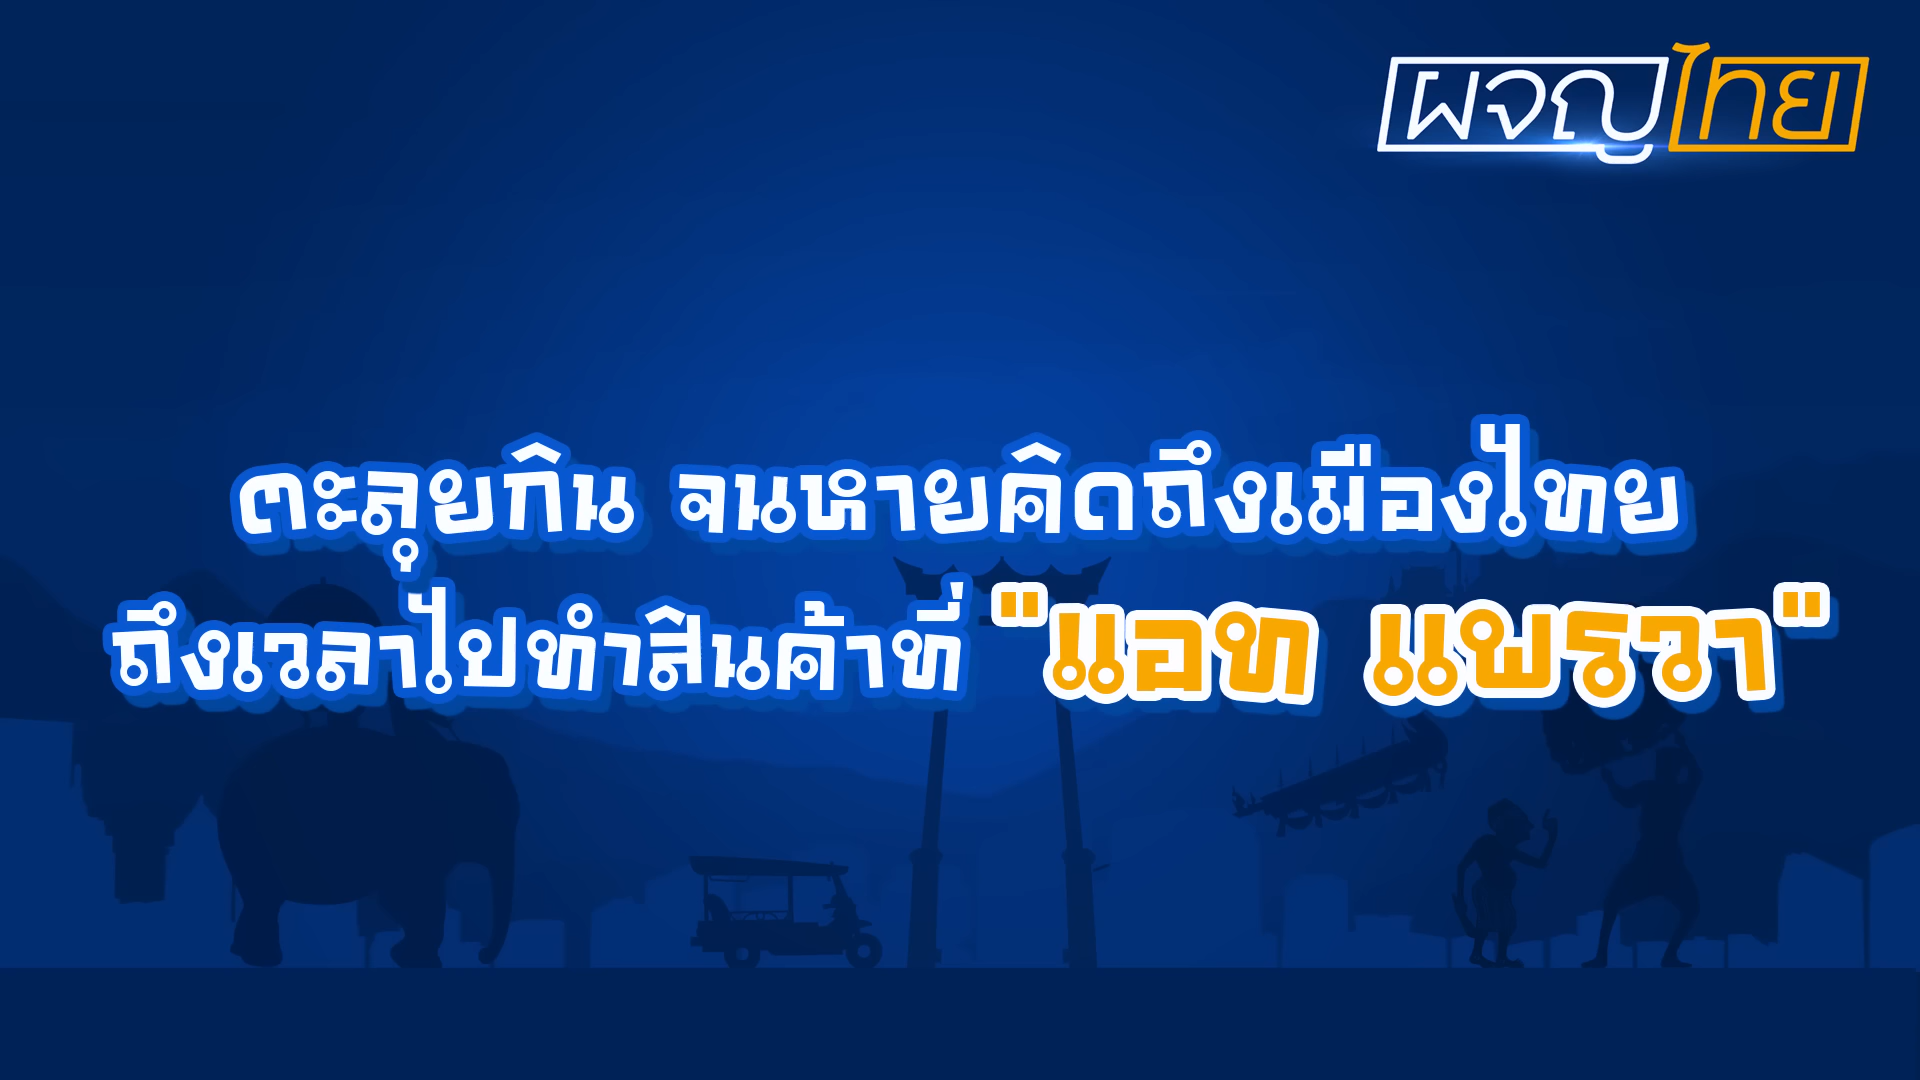 ผจญไทย
ตะลุยกิน จนหายคิดถึงเมืองไทย
ถึงเวลาไปทำสินค้าที่ "แอท แพรวา"